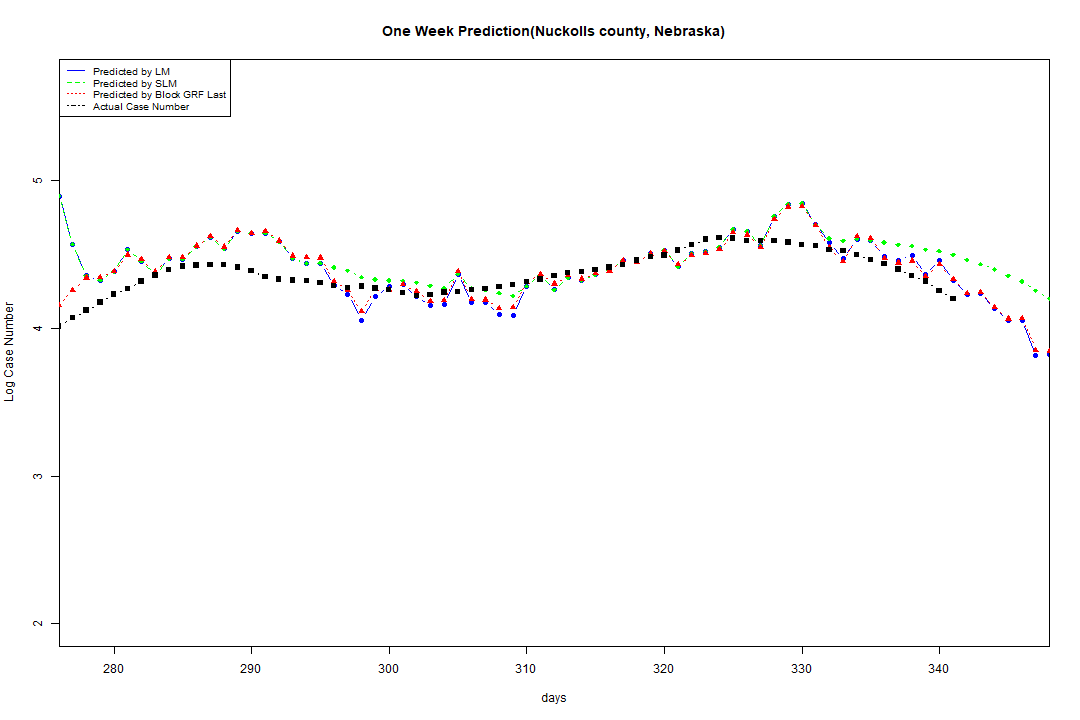 One Week Prediction(Nuckolls county, Nebraska)
Predicted by LM
Predicted by SLM
Predicted by Block GRF Last
Actual Case Number
5
4
3
2
Log Case Number
280 290 300 310 320 330 340
days